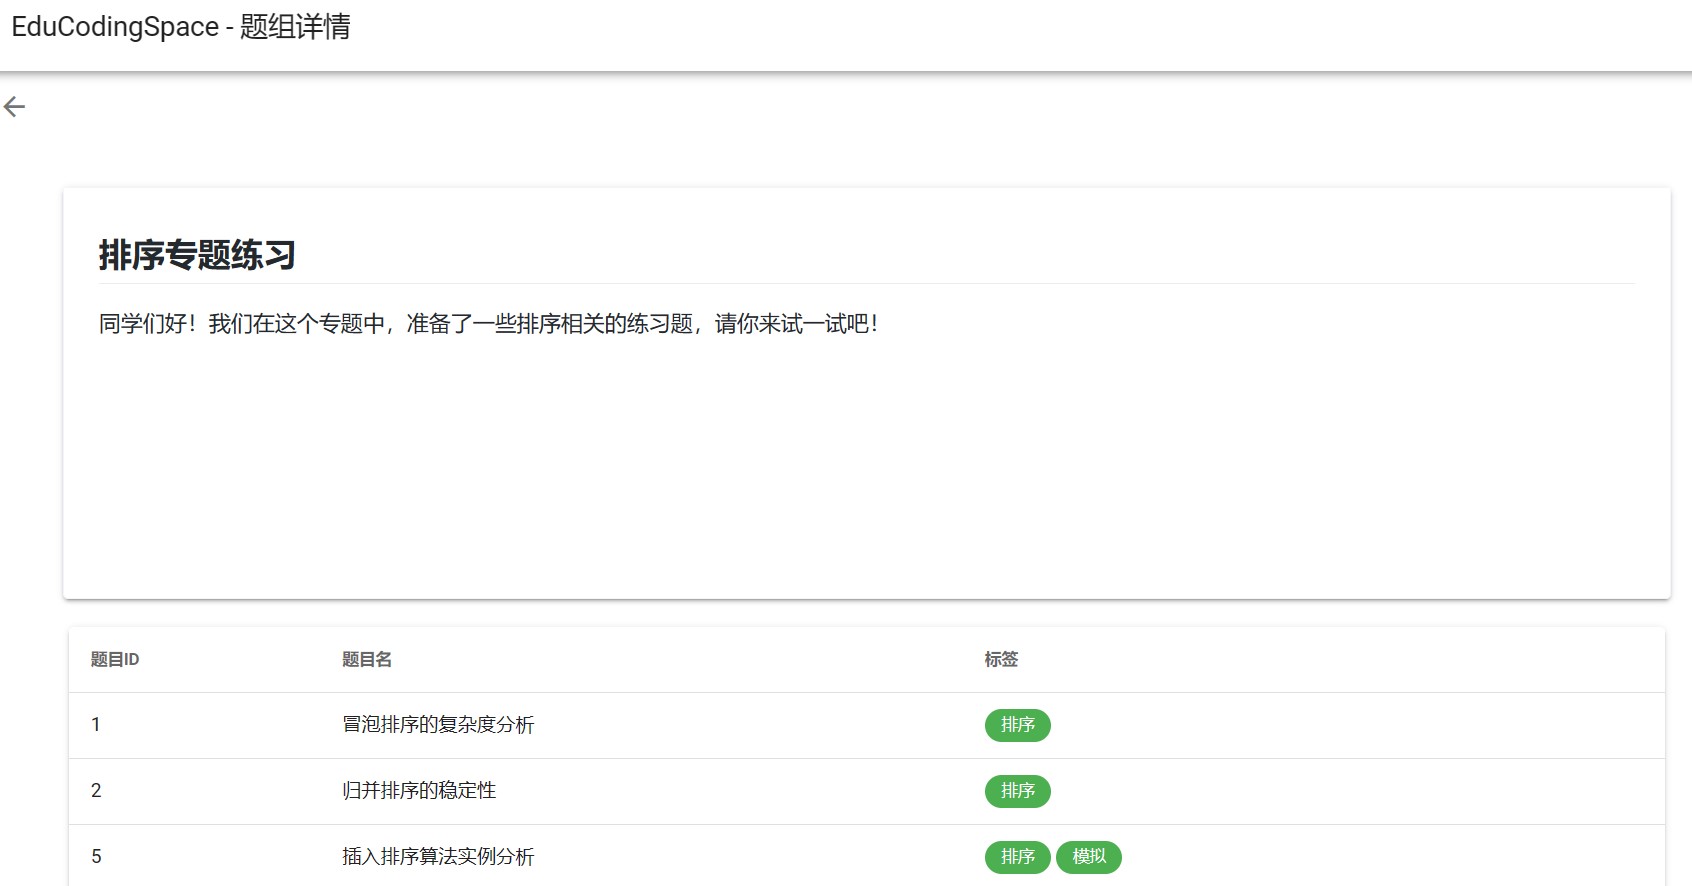 EduCodingSpace - 题组详情
排序专题练习
同学们好！我们在这个专题中，准备了一些排序相关的练习题，请你来试一试吧！
题目ID 题目名 标签
1 冒泡排序的复杂度分析 排序
2 归并排序的稳定性 排序
5 插入排序算法实例分析 排序 模拟